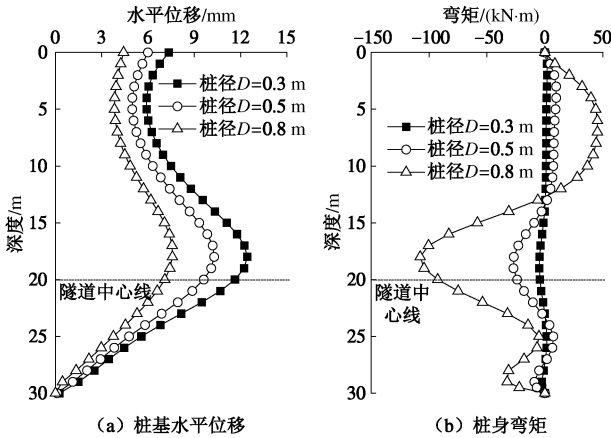 水平位移/mm
0 3 6 9 12 15
0
5
10
15
20
25
30
深度/m
桩径D=0.3 m
桩径D=0.5 m
桩径D=0.8 m
隧道中心线
（a）桩基水平位移
弯矩/(kN·m)
−150 −100 −50 0 50
0
5
10
15
20
25
30
深度/m
桩径D=0.3 m
桩径D=0.5 m
桩径D=0.8 m
隧道中
心线
（b）桩身弯矩